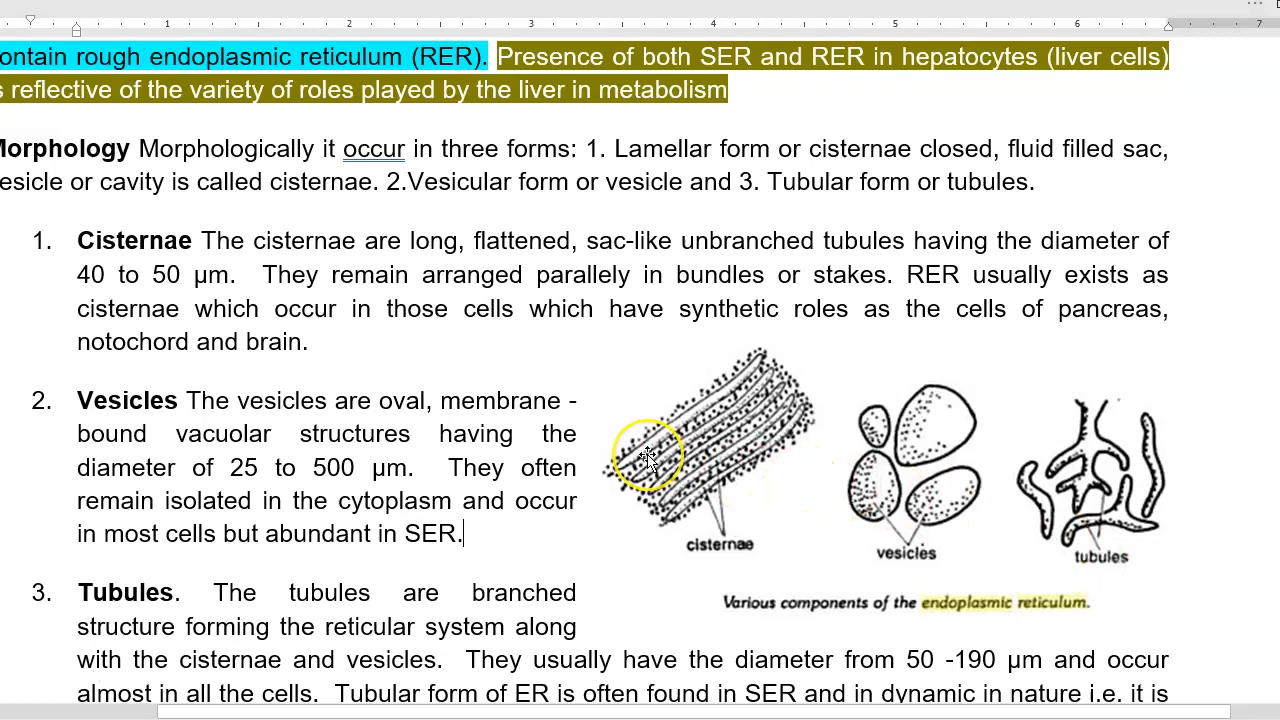 1 2 3 4 5 6 7
ontain rough endoplasmic reticulum (RER). Presence of both SER and RER in hepatocytes (liver cells)
s reflective of the variety of roles played by the liver in metabolism
Morphology Morphologically it occur in three forms: 1. Lamellar form or cisternae closed, fluid filled sac,
esicle or cavity is called cisternae. 2.Vesicular form or vesicle and 3. Tubular form or tubules.
1. Cisternae The cisternae are long, flattened, sac-like unbranched tubules having the diameter of
40 to 50 μm. They remain arranged parallely in bundles or stakes. RER usually exists as
cisternae which occur in those cells which have synthetic roles as the cells of pancreas,
notochord and brain.
2. Vesicles The vesicles are oval, membrane -
bound vacuolar structures having the
diameter of 25 to 500 μm. They often
remain isolated in the cytoplasm and occur
in most cells but abundant in SER.
cisternae
vesicles
tubules
Various components of the endoplasmic reticulum.
3. Tubules. The tubules are branched
structure forming the reticular system along
with the cisternae and vesicles. They usually have the diameter from 50 -190 μm and occur
almost in all the cells. Tubular form of ER is often found in SER and in dynamic in nature i.e. it is